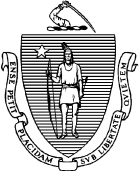 ENSE PETIT
PLACIDAM
SVB LIBERTATE
QVIETEM